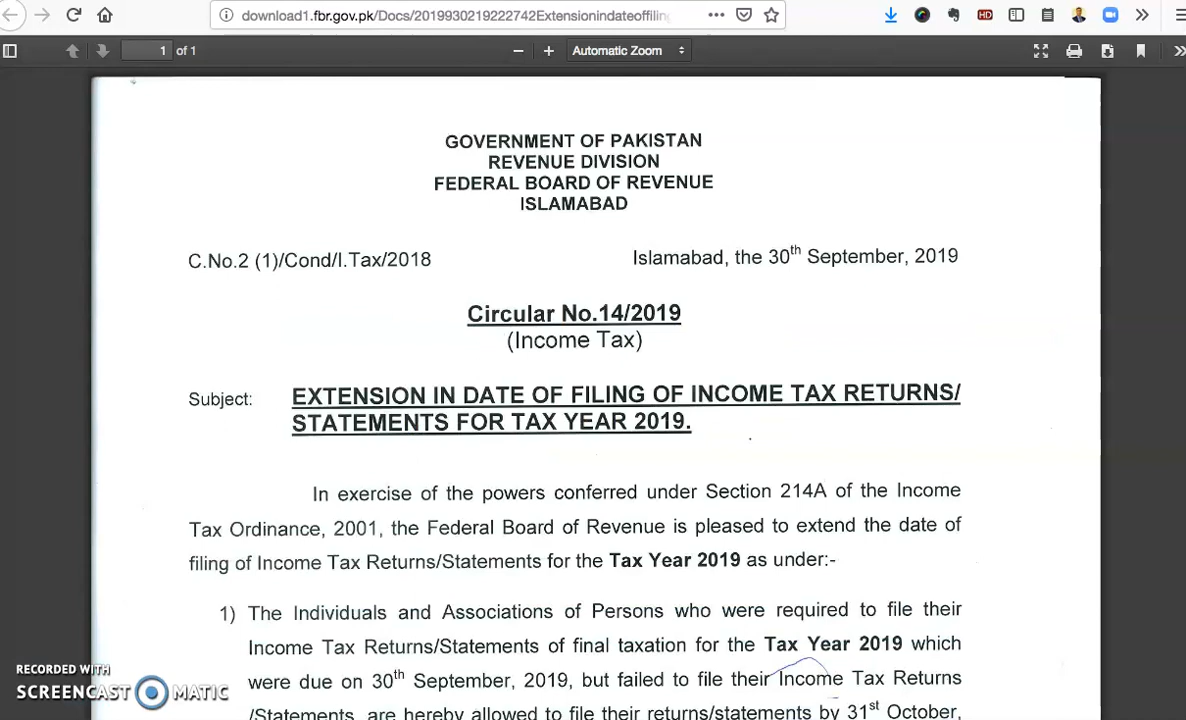 download1.fbr.gov.pk/Docs/2019930219222742Extensionindateoffiling
1 of 1
Automatic Zoom
GOVERNMENT OF PAKISTAN
REVENUE DIVISION
FEDERAL BOARD OF REVENUE
ISLAMABAD
C.No.2 (1)/Cond/I.Tax/2018 Islamabad, the 30th September, 2019
Circular No.14/2019
(Income Tax)
Subject: EXTENSION IN DATE OF FILING OF INCOME TAX RETURNS/
STATEMENTS FOR TAX YEAR 2019.
In exercise of the powers conferred under Section 214A of the Income
Tax Ordinance, 2001, the Federal Board of Revenue is pleased to extend the date of
filing of Income Tax Returns/Statements for the Tax Year 2019 as under:-
1) The Individuals and Associations of Persons who were required to file their
Income Tax Returns/Statements of final taxation for the Tax Year 2019 which
were due on 30th September, 2019, but failed to file their Income Tax Returns
/Statements, are hereby allowed to file their returns/statements by 31st October,
RECORDED WITH
SCREENCAST MATIC
HD